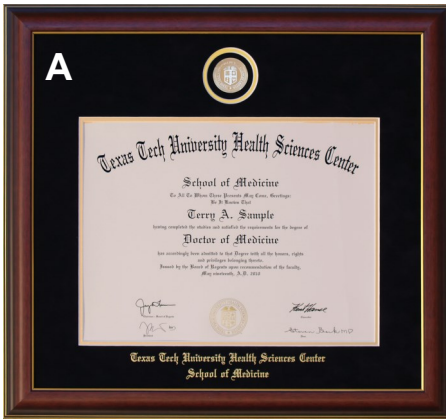 A
Texas Tech University Health Sciences Center
School of Medicine
To All To Whom These Presents May Come, Greetings
Be It Known That
Terry A. Sample
having completed the studies and satisfied the requirements for the degree of
Doctor of Medicine
has accordingly been admitted to that Degree with all the honors, rights
and privileges belonging thereto.
Issued by the Board of Regents upon recommendation of the faculty,
Texas Tech University Health Sciences Center
School of Medicine